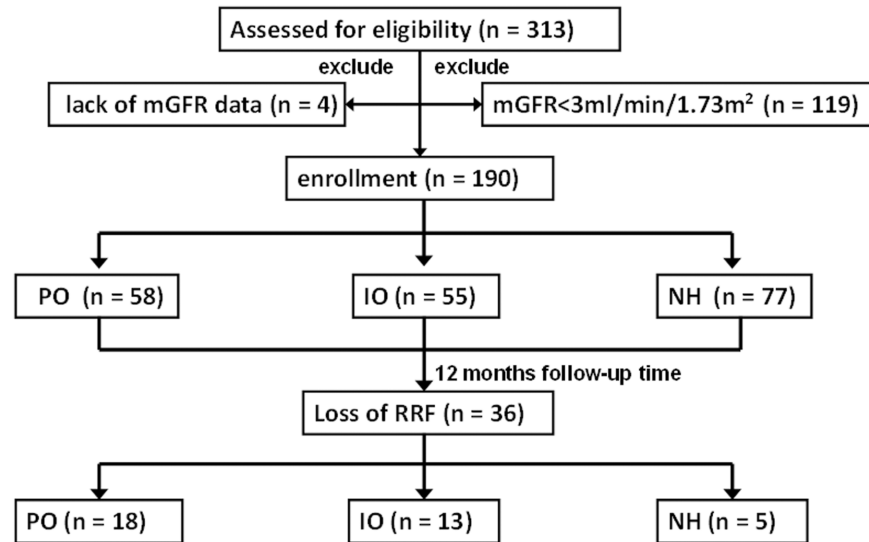 Assessed for eligibility (n = 313)
exclude exclude
lack of mGFR data (n = 4)
mGFR<3ml/min/1.73m² (n = 119)
enrollment (n = 190)
PO (n = 58)
IO (n = 55)
NH (n = 77)
12 months follow-up time
Loss of RRF (n = 36)
PO (n = 18)
IO (n = 13)
NH (n = 5)